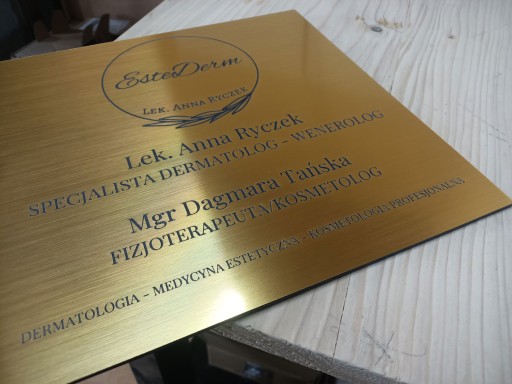 EsteDerm
Lek. Anna Ryczek
Lek. Anna Ryczek
SPECJALISTA DERMATOLOG – WENEROLOG
Mgr Dagmara Tańska
FIZJOTERAPEUTA/KOSMETOLOG
DERMATOLOGIA – MEDYCYNA ESTETYCZNA – KOSMETOLOGIA PROFESJONALNA